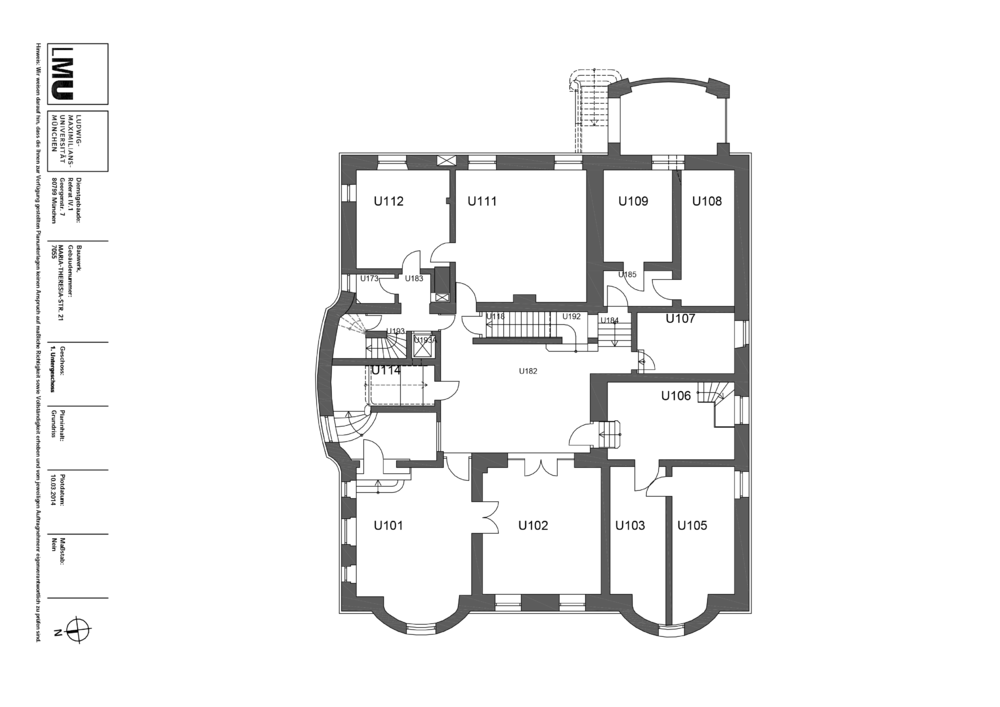 LMU
LUDWIG-
MAXIMILIANS-
UNIVERSITÄT
MÜNCHEN
Dienstgebäude:
Referat IV.1
Georgenstr. 7
80799 München
Bauwerk,
Gebäudenummer:
MARIA-THERESIA-STR. 21
7055
Geschoss:
1. Untergeschoss
Planinhalt:
Grundriss
Plotdatum:
10.03.2014
Maßstab:
Nein
N
Hinweis: Wir weisen darauf hin, dass die Ihnen zur Verfügung gestellten Planunterlagen keinen Anspruch auf maßliche Richtigkeit sowie Vollständigkeit erheben und vom jeweiligen Auftragnehmer eigenverantwortlich zu prüfen sind.
U112
U111
U109
U108
U173
U183
U185
U118
U192
U184
U107
U193
U193A
U114
U182
U106
U101
U102
U103
U105